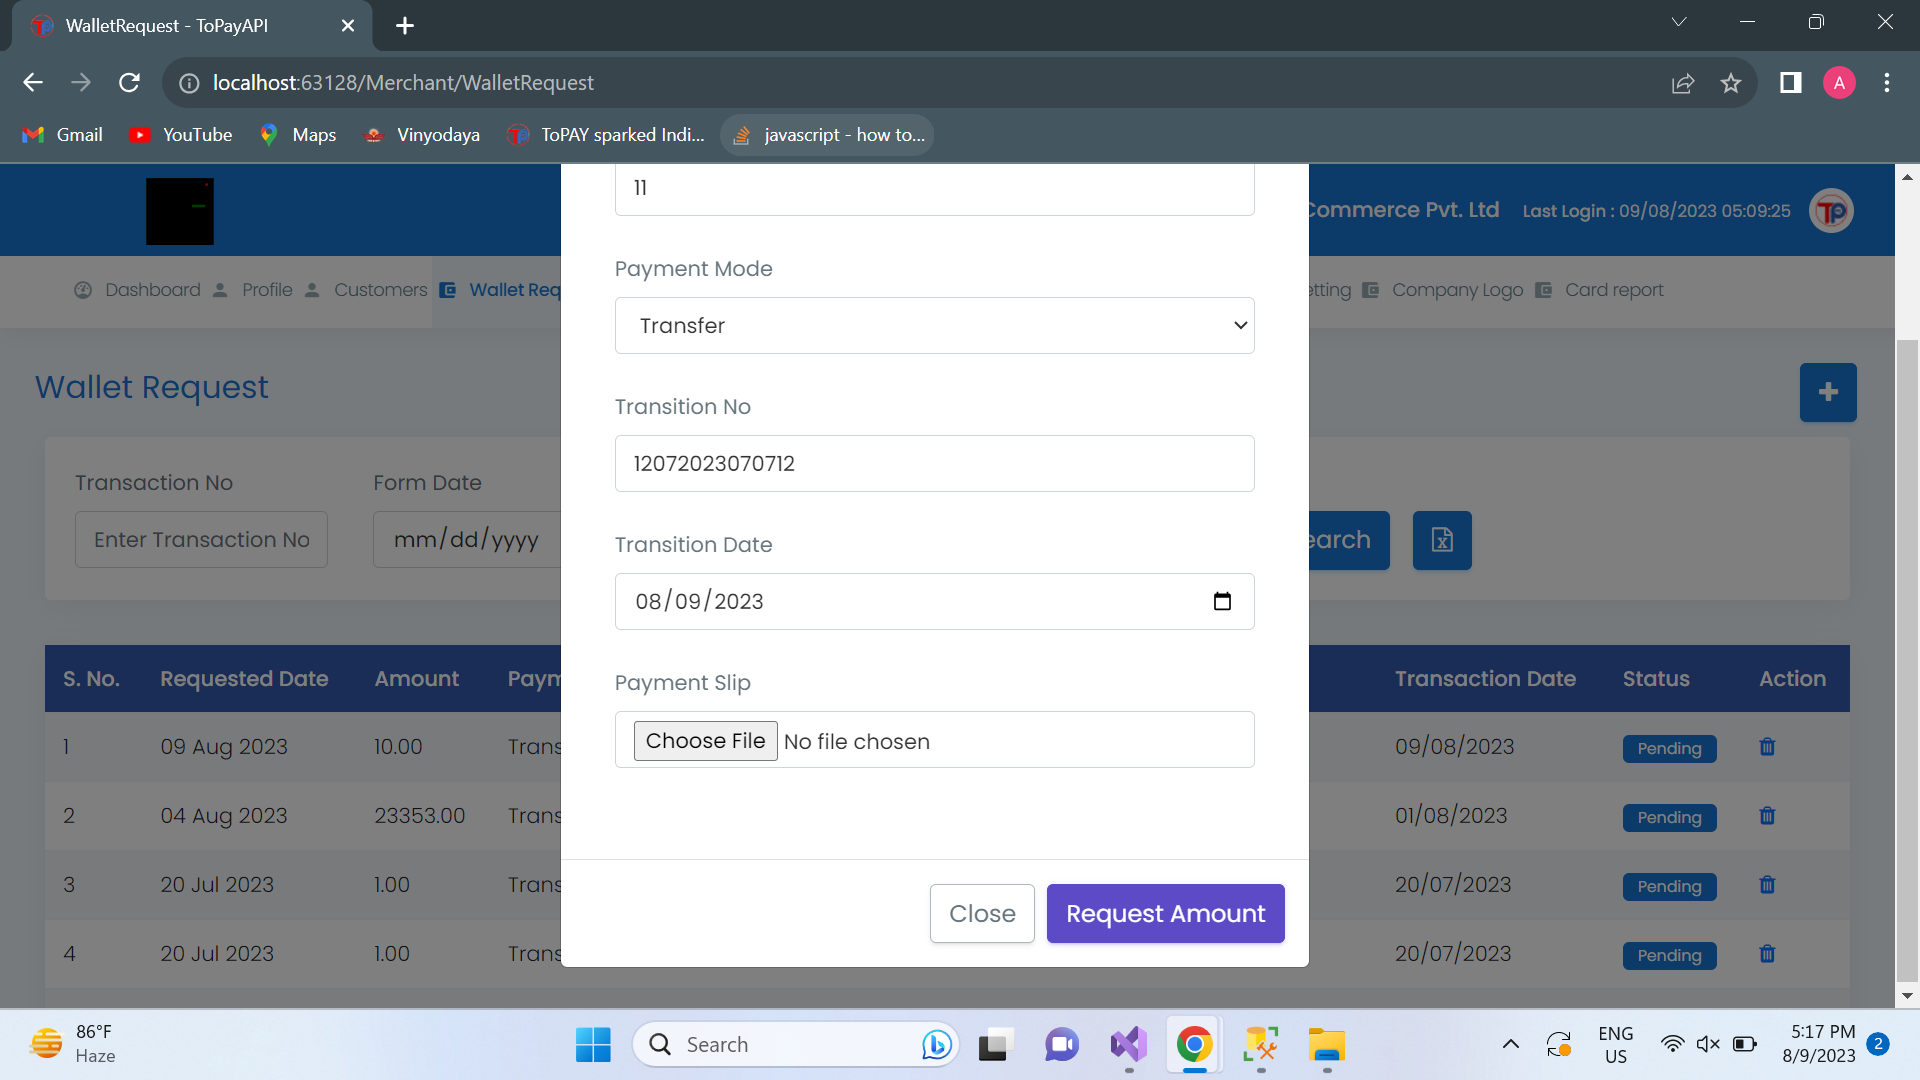 WalletRequest - ToPayAPI
localhost:63128/Merchant/WalletRequest
A
Gmail
YouTube
Maps
Vinyodaya
ToPAY sparked Indi...
javascript - how to...
Commerce Pvt. Ltd
Last Login : 09/08/2023 05:09:25
TP
Dashboard
Profile
Customers
Wallet Req
etting
Company Logo
Card report
Wallet Request
+
Transaction No
Form Date
Enter Transaction No
mm/dd/yyyy
earch
11
Payment Mode
Transfer
Transition No
12072023070712
Transition Date
08/09/2023
Payment Slip
Choose File No file chosen
Close
Request Amount
S. No. Requested Date Amount Paym Transaction Date Status Action
1 09 Aug 2023 10.00 Trans 09/08/2023 Pending
2 04 Aug 2023 23353.00 Trans 01/08/2023 Pending
3 20 Jul 2023 1.00 Trans 20/07/2023 Pending
4 20 Jul 2023 1.00 Trans 20/07/2023 Pending
86°F
Haze
Search
ENG
US
5:17 PM
8/9/2023
2